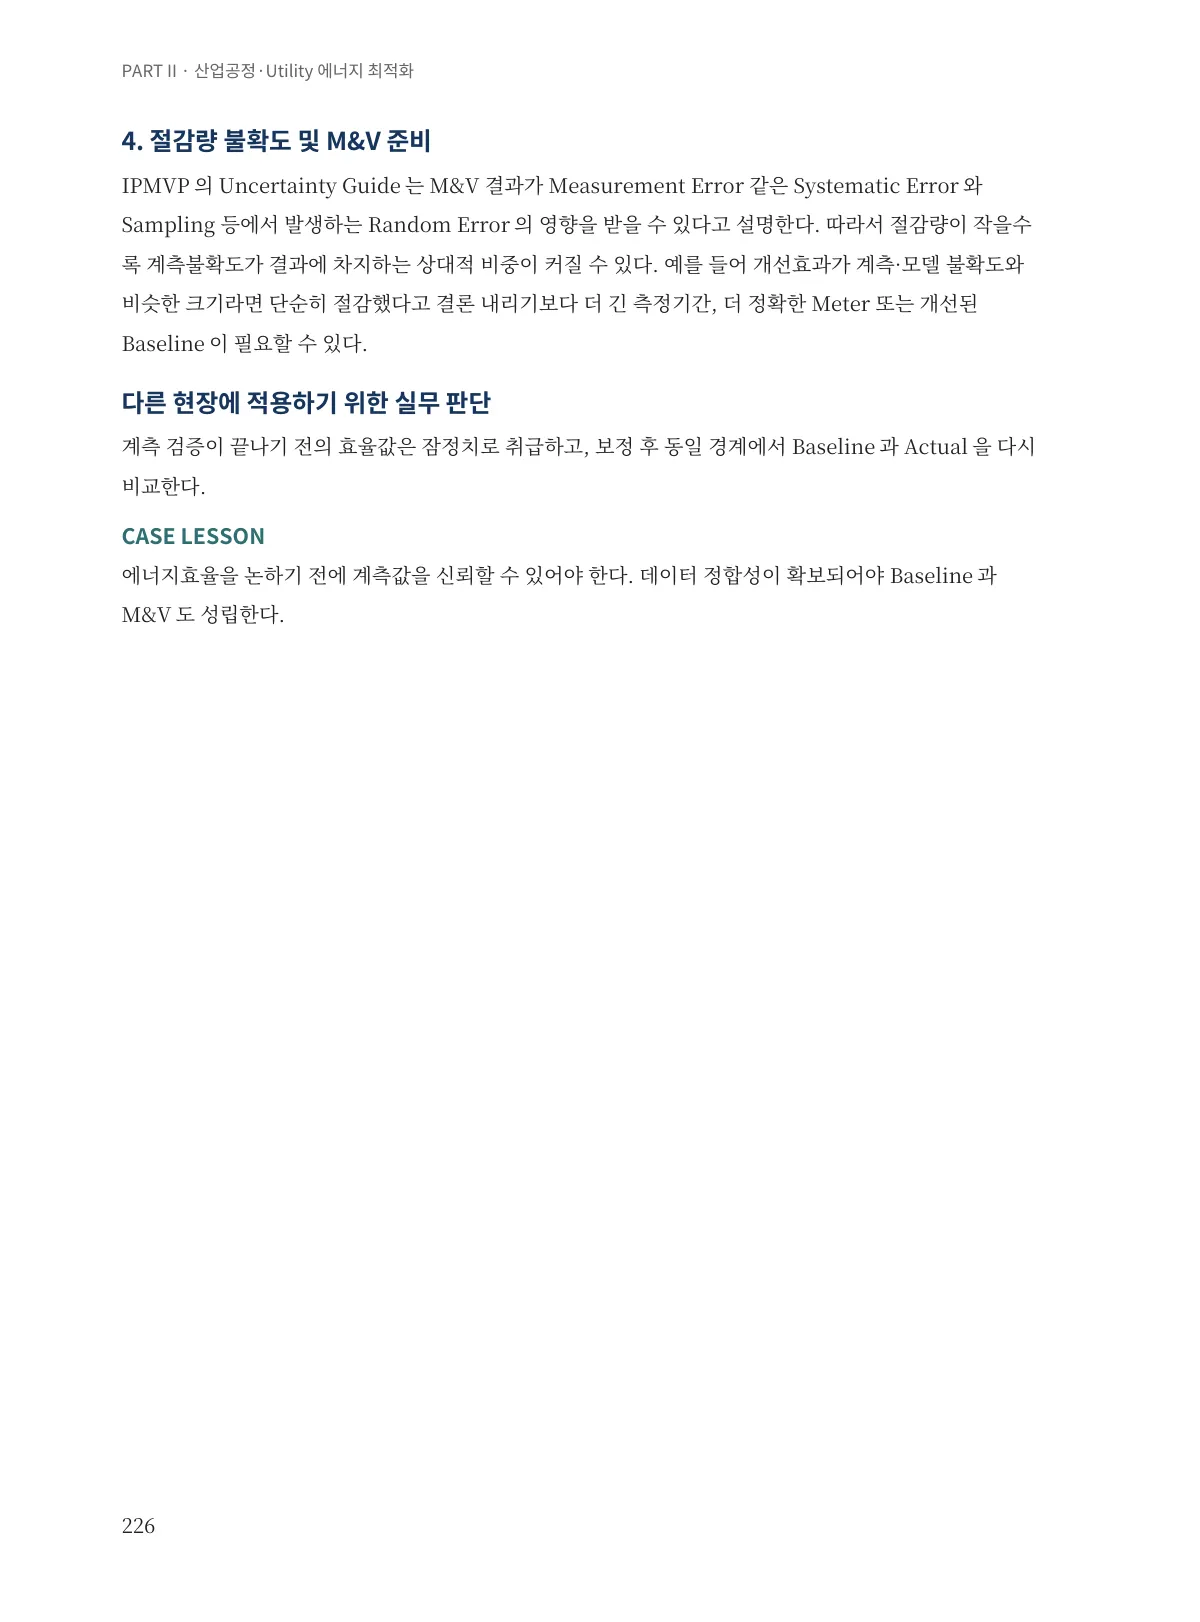 PART II · 산업공정·Utility 에너지 최적화
4. 절감량 불확도 및 M&V 준비
IPMVP 의 Uncertainty Guide 는 M&V 결과가 Measurement Error 같은 Systematic Error 와
Sampling 등에서 발생하는 Random Error 의 영향을 받을 수 있다고 설명한다. 따라서 절감량이 작을수
록 계측불확도가 결과에 차지하는 상대적 비중이 커질 수 있다. 예를 들어 개선효과가 계측·모델 불확도와
비슷한 크기라면 단순히 절감했다고 결론 내리기보다 더 긴 측정기간, 더 정확한 Meter 또는 개선된
Baseline 이 필요할 수 있다.
다른 현장에 적용하기 위한 실무 판단
계측 검증이 끝나기 전의 효율값은 잠정치로 취급하고, 보정 후 동일 경계에서 Baseline 과 Actual 을 다시
비교한다.
CASE LESSON
에너지효율을 논하기 전에 계측값을 신뢰할 수 있어야 한다. 데이터 정합성이 확보되어야 Baseline 과
M&V 도 성립한다.
226